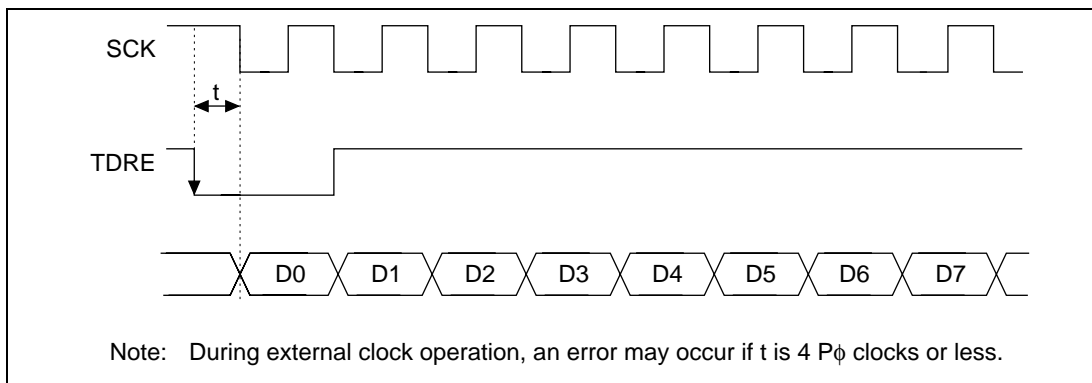 SCK
t
TDRE
D0 D1 D2 D3 D4 D5 D6 D7
Note: During external clock operation, an error may occur if t is 4 Pϕ clocks or less.